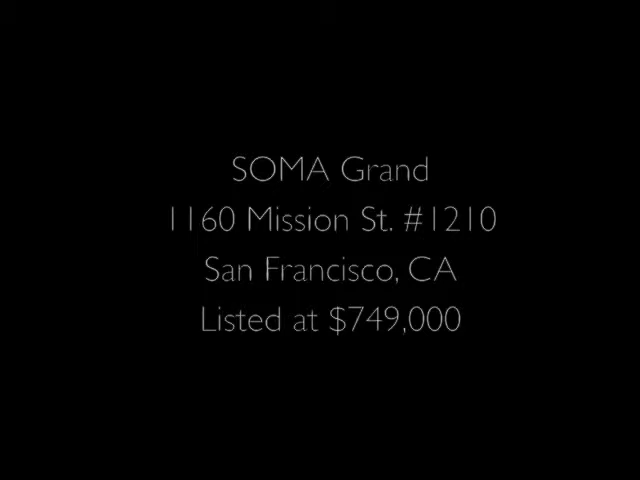 SOMA Grand
1160 Mission St. #1210
San Francisco, CA
Listed at $749,000